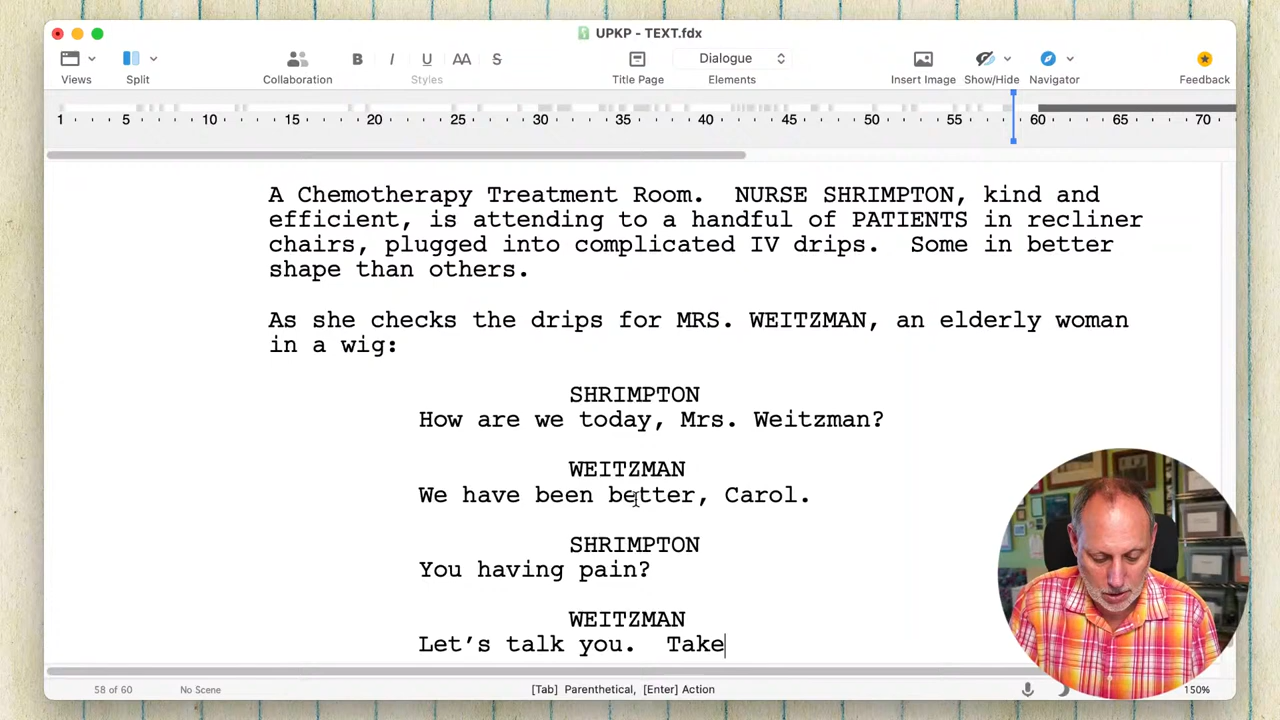 UPKP - TEXT.fdx
B I U AA S Dialogue
Views Split Collaboration Styles Title Page Elements Insert Image Show/Hide Navigator Feedback
1 5 10 15 20 25 30 35 40 45 50 55 60 65 70
A Chemotherapy Treatment Room.  NURSE SHRIMPTON, kind and
efficient, is attending to a handful of PATIENTS in recliner
chairs, plugged into complicated IV drips.  Some in better
shape than others.
As she checks the drips for MRS. WEITZMAN, an elderly woman
in a wig:
SHRIMPTON
How are we today, Mrs. Weitzman?
WEITZMAN
We have been better, Carol.
SHRIMPTON
You having pain?
WEITZMAN
Let’s talk you.  Take
58 of 60 No Scene [Tab] Parenthetical, [Enter] Action 150%